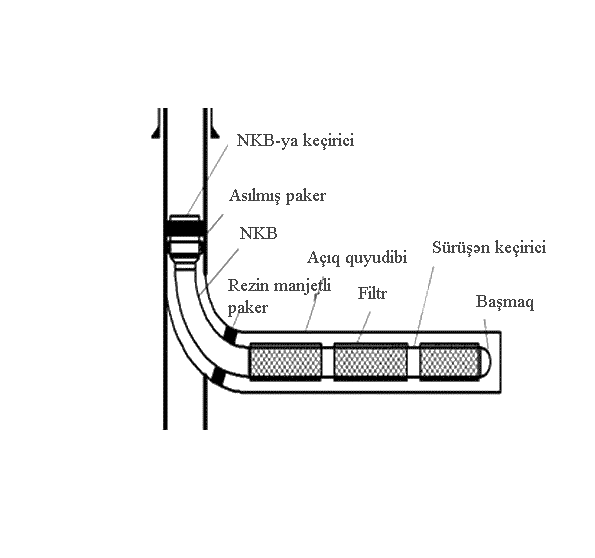 NKB-ya keçirici
Asılmış paker
NKB
Açıq quyudibi
Sürüşən keçirici
Rezin manjetli
paker
Filtr
Başmaq